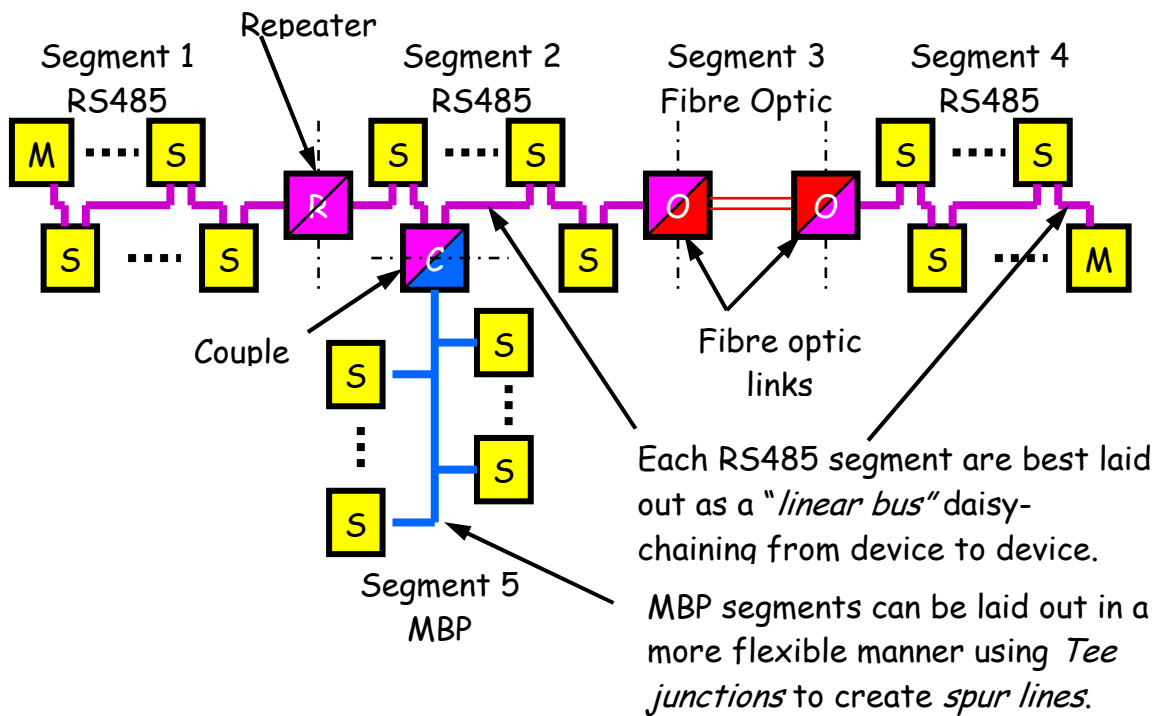 Repeater
Segment 1
RS485
Segment 2
RS485
Segment 3
Fibre Optic
Segment 4
RS485
M ····· S
S ····· S
R
S ····· S
C
S
O
O
S ····· S
S ····· M
Couple
Fibre optic
links
S
S
S
S
Segment 5
MBP
Each RS485 segment are best laid
out as a “linear bus” daisy-
chaining from device to device.
MBP segments can be laid out in a
more flexible manner using Tee
junctions to create spur lines.